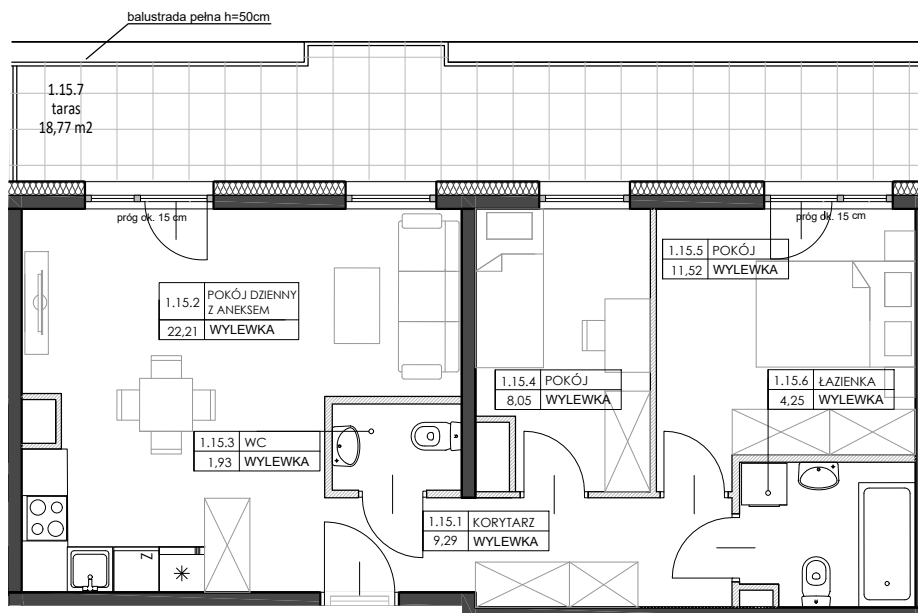 balustrada pełna h=50cm
1.15.7
taras
18,77 m2
próg ok. 15 cm
próg ok. 15 cm
1.15.5 POKÓJ
11,52 WYLEWKA
1.15.2 POKÓJ DZIENNY
Z ANEKSEM
22,21 WYLEWKA
1.15.4 POKÓJ
8,05 WYLEWKA
1.15.6 ŁAZIENKA
4,25 WYLEWKA
1.15.3 WC
1,93 WYLEWKA
1.15.1 KORYTARZ
9,29 WYLEWKA
Z